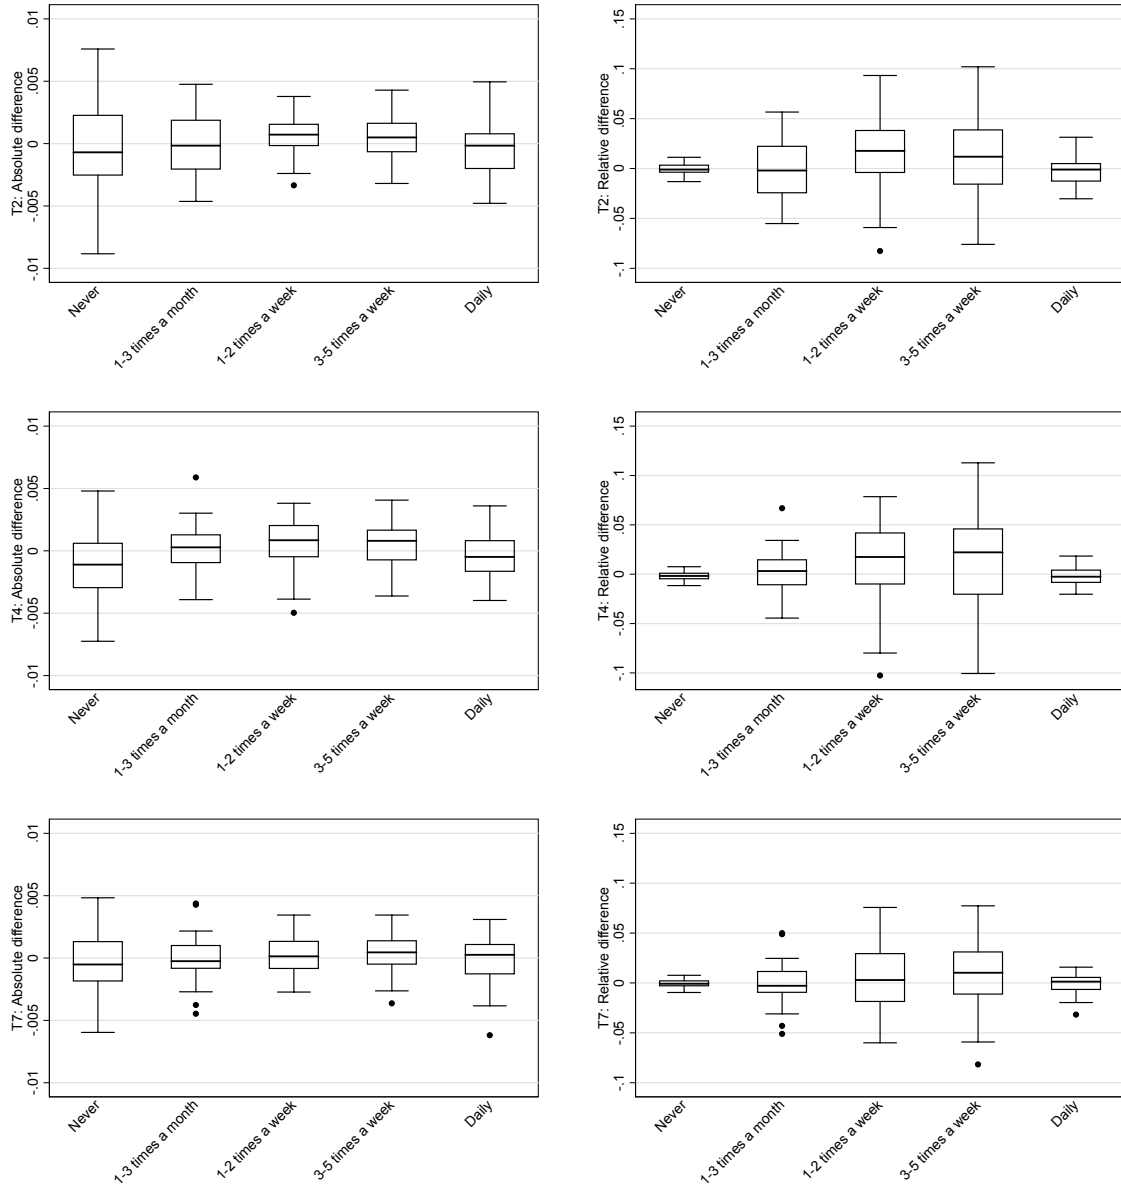 T2: Absolute difference
.01
.005
0
-.005
-.01
Never
1-3 times a month
1-2 times a week
3-5 times a week
Daily
T2: Relative difference
.15
.1
.05
0
-.05
-.1
Never
1-3 times a month
1-2 times a week
3-5 times a week
Daily
T4: Absolute difference
.01
.005
0
-.005
-.01
Never
1-3 times a month
1-2 times a week
3-5 times a week
Daily
T4: Relative difference
.15
.1
.05
0
-.05
-.1
Never
1-3 times a month
1-2 times a week
3-5 times a week
Daily
T7: Absolute difference
.01
.005
0
-.005
-.01
Never
1-3 times a month
1-2 times a week
3-5 times a week
Daily
T7: Relative difference
.15
.1
.05
0
-.05
-.1
Never
1-3 times a month
1-2 times a week
3-5 times a week
Daily